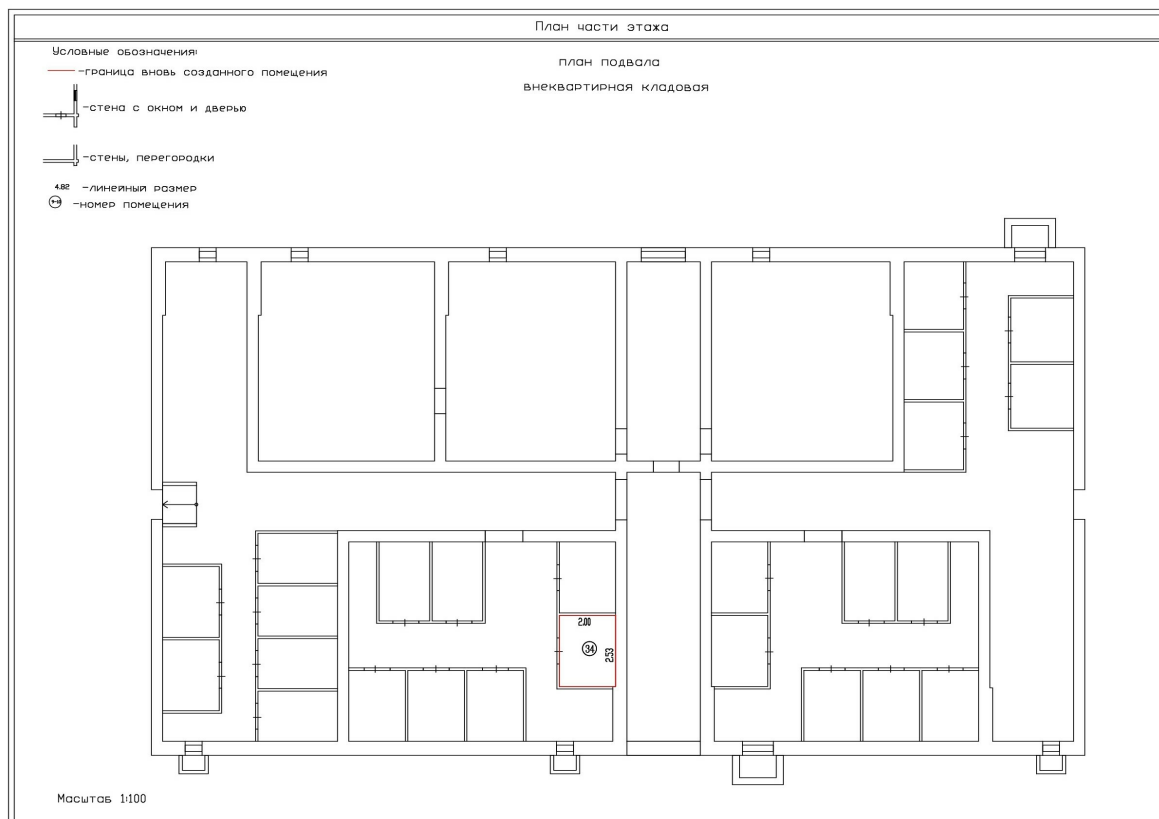 План части этажа
Условные обозначения:
-граница вновь созданного помещения
план подвала
внеквартирная кладовая
-стена с окном и дверью
-стены, перегородки
4.82 -линейный размер
-номер помещения
2.00
34
2.53
Масштаб 1:100